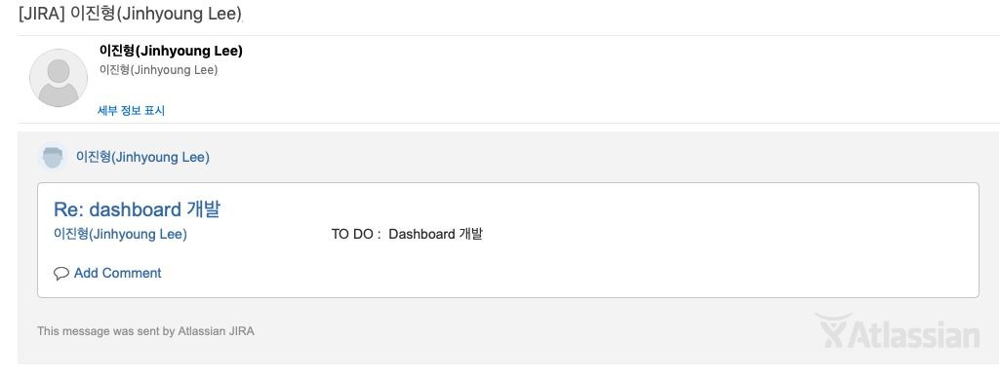 [JIRA] 이진형(Jinhyoung Lee)
이진형(Jinhyoung Lee)
이진형(Jinhyoung Lee)
세부 정보 표시
이진형(Jinhyoung Lee)
Re: dashboard 개발
이진형(Jinhyoung Lee) TO DO : Dashboard 개발
Add Comment
This message was sent by Atlassian JIRA
Atlassian